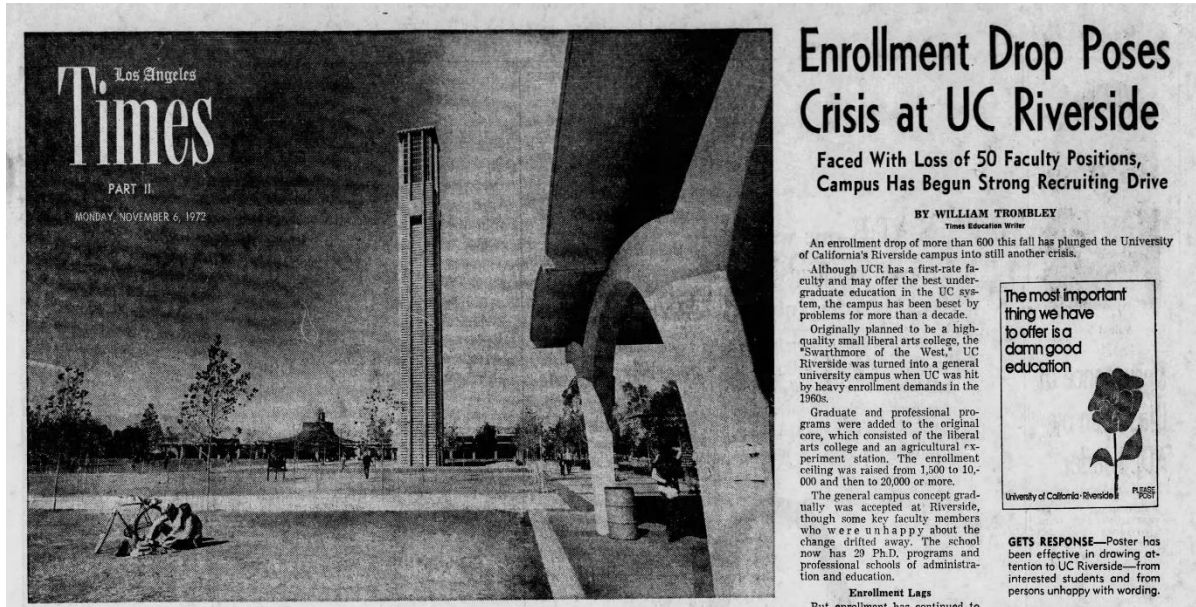 Los Angeles
Times
PART II
MONDAY, NOVEMBER 6, 1972
Enrollment Drop Poses
Crisis at UC Riverside
Faced With Loss of 50 Faculty Positions,
Campus Has Begun Strong Recruiting Drive
BY WILLIAM TROMBLEY
Times Education Writer
An enrollment drop of more than 600 this fall has plunged the University
of California's Riverside campus into still another crisis.
Although UCR has a first-rate fa-
culty and may offer the best under-
graduate education in the UC sys-
tem, the campus has been beset by
problems for more than a decade.
Originally planned to be a high-
quality small liberal arts college, the
"Swarthmore of the West," UC
Riverside was turned into a general
university campus when UC was hit
by heavy enrollment demands in the
1960s.
Graduate and professional pro-
grams were added to the original
core, which consisted of the liberal
arts college and an agricultural ex-
periment station. The enrollment
ceiling was raised from 1,500 to 10,-
000 and then to 20,000 or more.
The general campus concept grad-
ually was accepted at Riverside,
though some key faculty members
who were unhappy about the
change drifted away. The school
now has 29 Ph.D. programs and
professional schools of administra-
tion and education.
Enrollment Lags
But enrollment has continued to
The most important
thing we have
to offer is a
damn good
education
University of California · Riverside
PLEASE
POST
GETS RESPONSE—Poster has
been effective in drawing at-
tention to UC Riverside—from
interested students and from
persons unhappy with wording.